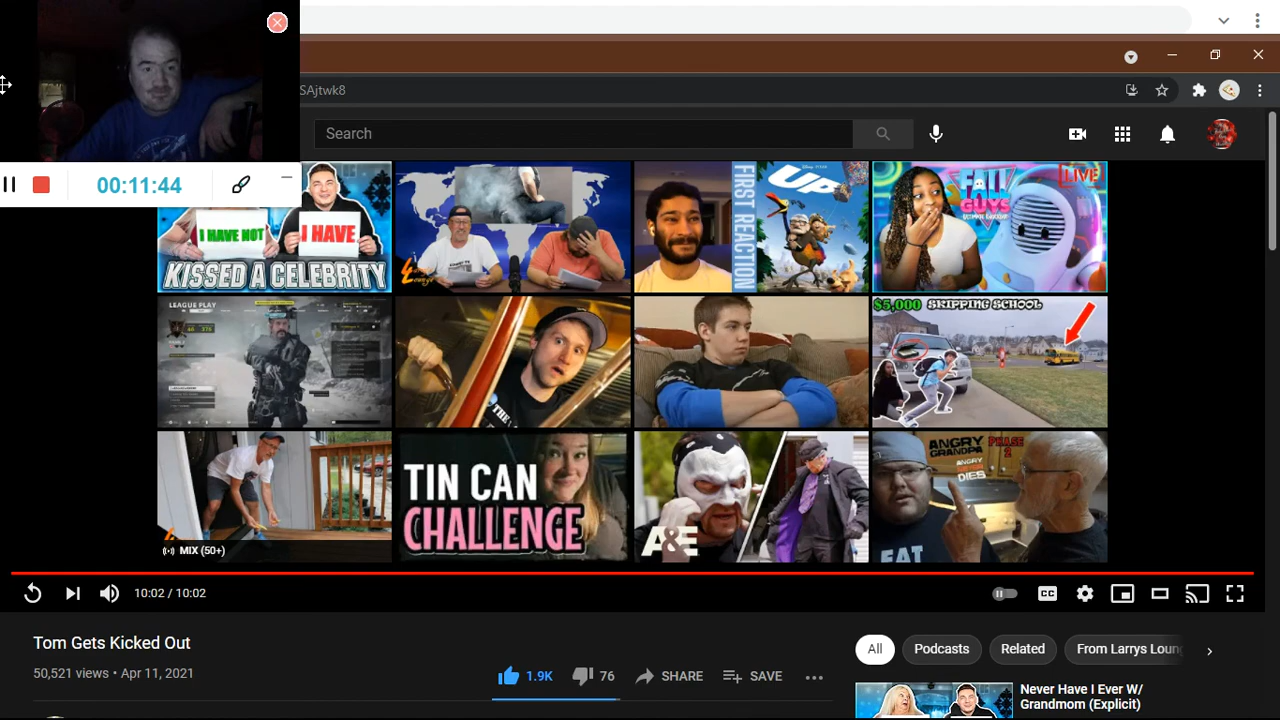 SAjtwk8
Search
00:11:44
I HAVE NOT
I HAVE
KISSED A CELEBRITY
FIRST REACTION
UP
LIVE
FALL
GUYS
LEAGUE PLAY
$5,000 SKIPPING SCHOOL
MIX (50+)
TIN CAN
CHALLENGE
A&E
ANGRY
GRANDPA
PHASE
2
ANGRY
DIES
EAT
10:02 / 10:02
CC
Tom Gets Kicked Out
50,521 views • Apr 11, 2021
1.9K
76
SHARE
SAVE
All
Podcasts
Related
From Larrys Loung
Never Have I Ever W/
Grandmom (Explicit)